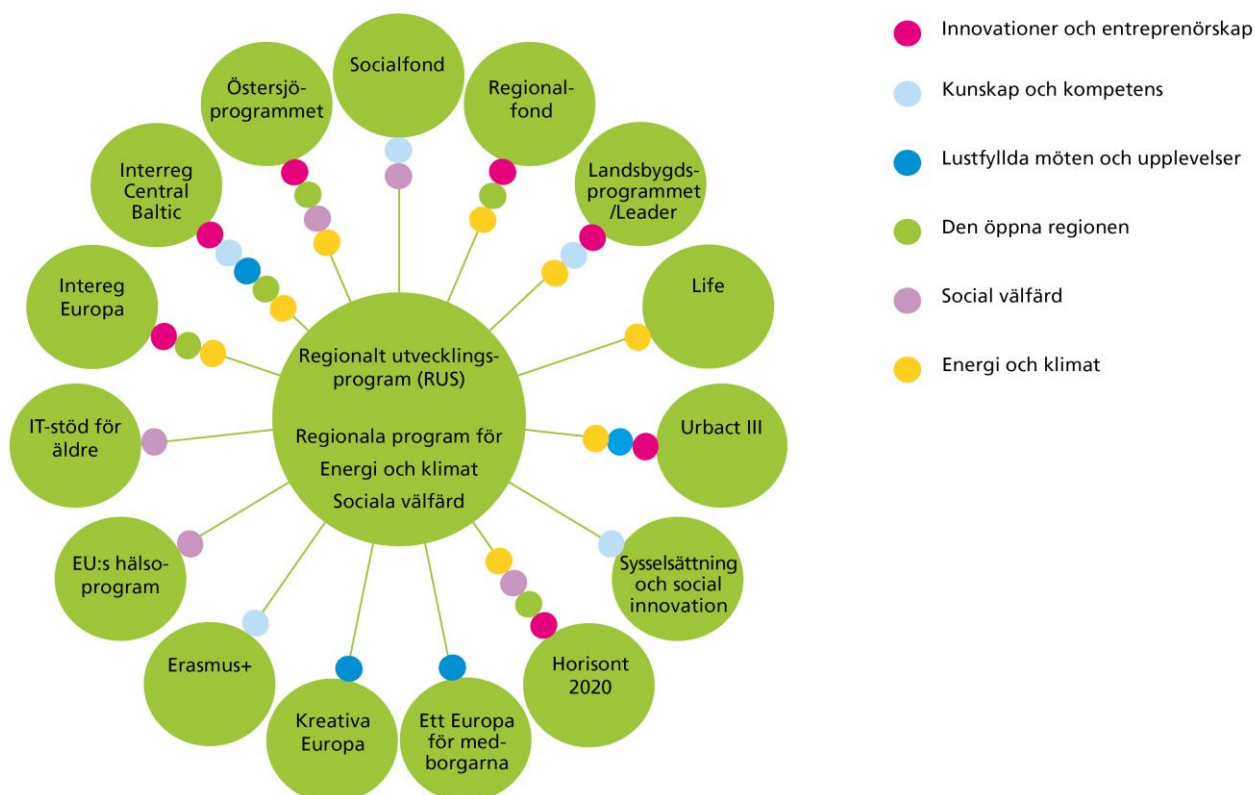 Socialfond
Regional-
fond
Landsbygds-
programmet
/Leader
Life
Urbact III
Sysselsättning
och social
innovation
Horisont
2020
Ett Europa
för med-
borgarna
Kreativa
Europa
Erasmus+
EU:s hälso-
program
IT-stöd för
äldre
Intereg
Europa
Interreg
Central
Baltic
Östersjö-
programmet
Regionalt utvecklings-
program (RUS)
Regionala program för
Energi och klimat
Sociala välfärd
Innovationer och entreprenörskap
Kunskap och kompetens
Lustfyllda möten och upplevelser
Den öppna regionen
Social välfärd
Energi och klimat